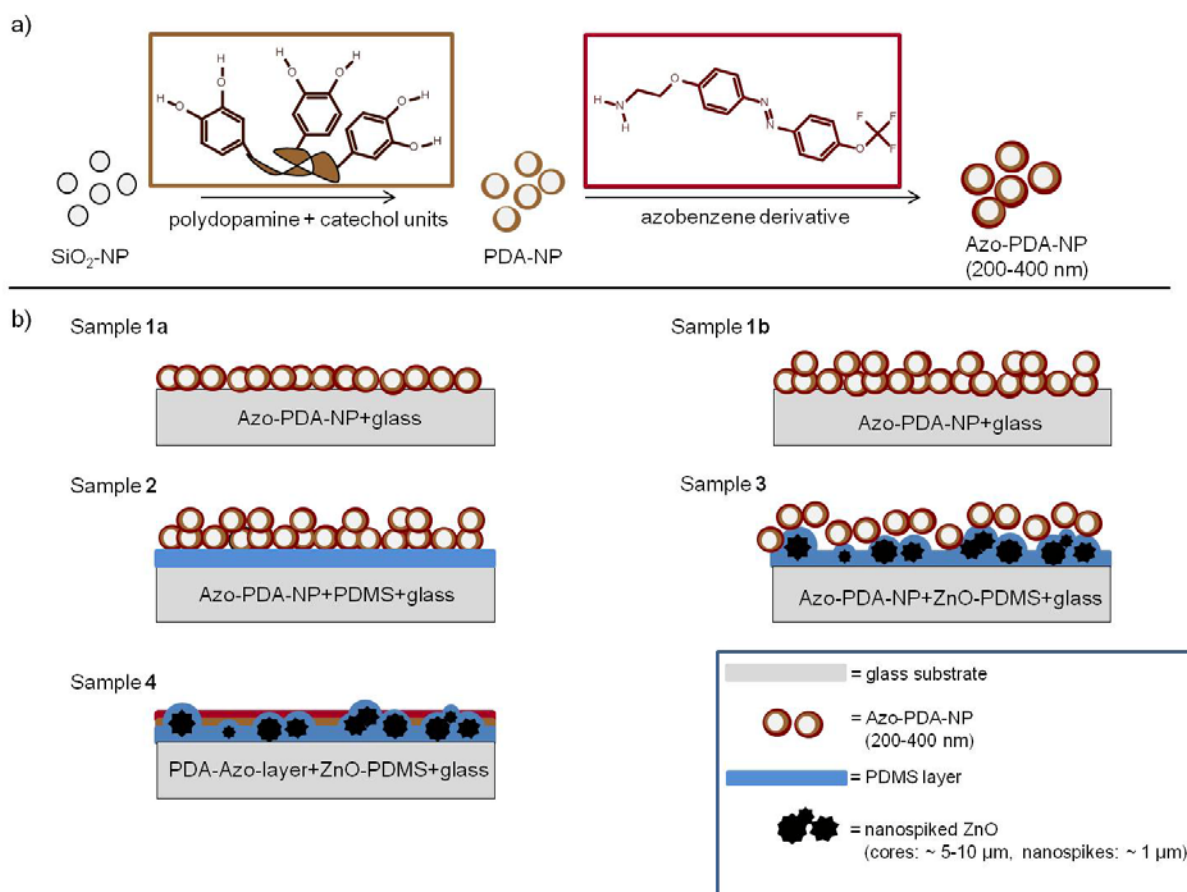 a)
H
H
H
H
H
H
O
O
O
O
O
O
H
N
H
O
N
N
O
F
F
F
polydopamine + catechol units
azobenzene derivative
SiO₂-NP
PDA-NP
Azo-PDA-NP
(200-400 nm)
b)
Sample 1a
Azo-PDA-NP+glass
Sample 1b
Azo-PDA-NP+glass
Sample 2
Azo-PDA-NP+PDMS+glass
Sample 3
Azo-PDA-NP+ZnO-PDMS+glass
Sample 4
PDA-Azo-layer+ZnO-PDMS+glass
= glass substrate
= Azo-PDA-NP
(200-400 nm)
= PDMS layer
= nanospiked ZnO
(cores: ~ 5-10 µm, nanospikes: ~ 1 µm)